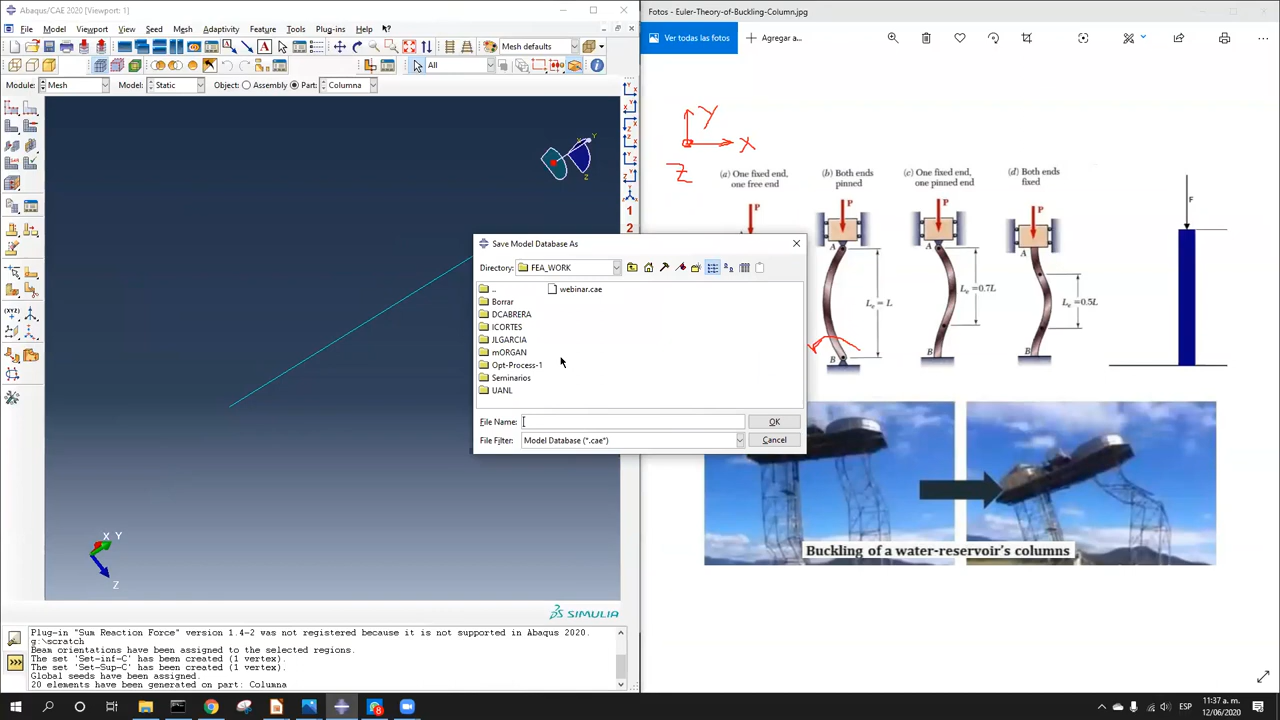 Abaqus/CAE 2020 [Viewport: 1]
File Model Viewport View Seed Mesh Adaptivity Feature Tools Plug-ins Help
Mesh defaults
All
Module: Mesh Model: Static Object: Assembly Part: Columna
Y
Z
1
2
X Y
Z
SIMULIA
Plug-in "Sum Reaction Force" version 1.4-2 was not registered because it is not supported in Abaqus 2020.
g:\scratch
Beam orientations have been assigned to the selected regions.
The set 'Set-inf-C' has been created (1 vertex).
The set 'Set-Sup-C' has been created (1 vertex).
Global seeds have been assigned.
20 elements have been generated on part: Columna
Save Model Database As
Directory: FEA_WORK
..
Borrar
DCABRERA
ICORTES
JLGARCIA
mORGAN
Opt-Process-1
Seminarios
UANL
webinar.cae
File Name:
OK
File Filter: Model Database (*.cae*)
Cancel
Fotos - Euler-Theory-of-Buckling-Column.jpg
Ver todas las fotos
Agregar a...
Y
X
Z
(a) One fixed end,
one free end
P
(b) Both ends
pinned
P
A
Le = L
B
(c) One fixed end,
one pinned end
P
A
Le =0.7L
B
(d) Both ends
fixed
P
A
Le =0.5L
B
F
Buckling of a water-reservoir's columns
ESP
11:37 a. m.
12/06/2020